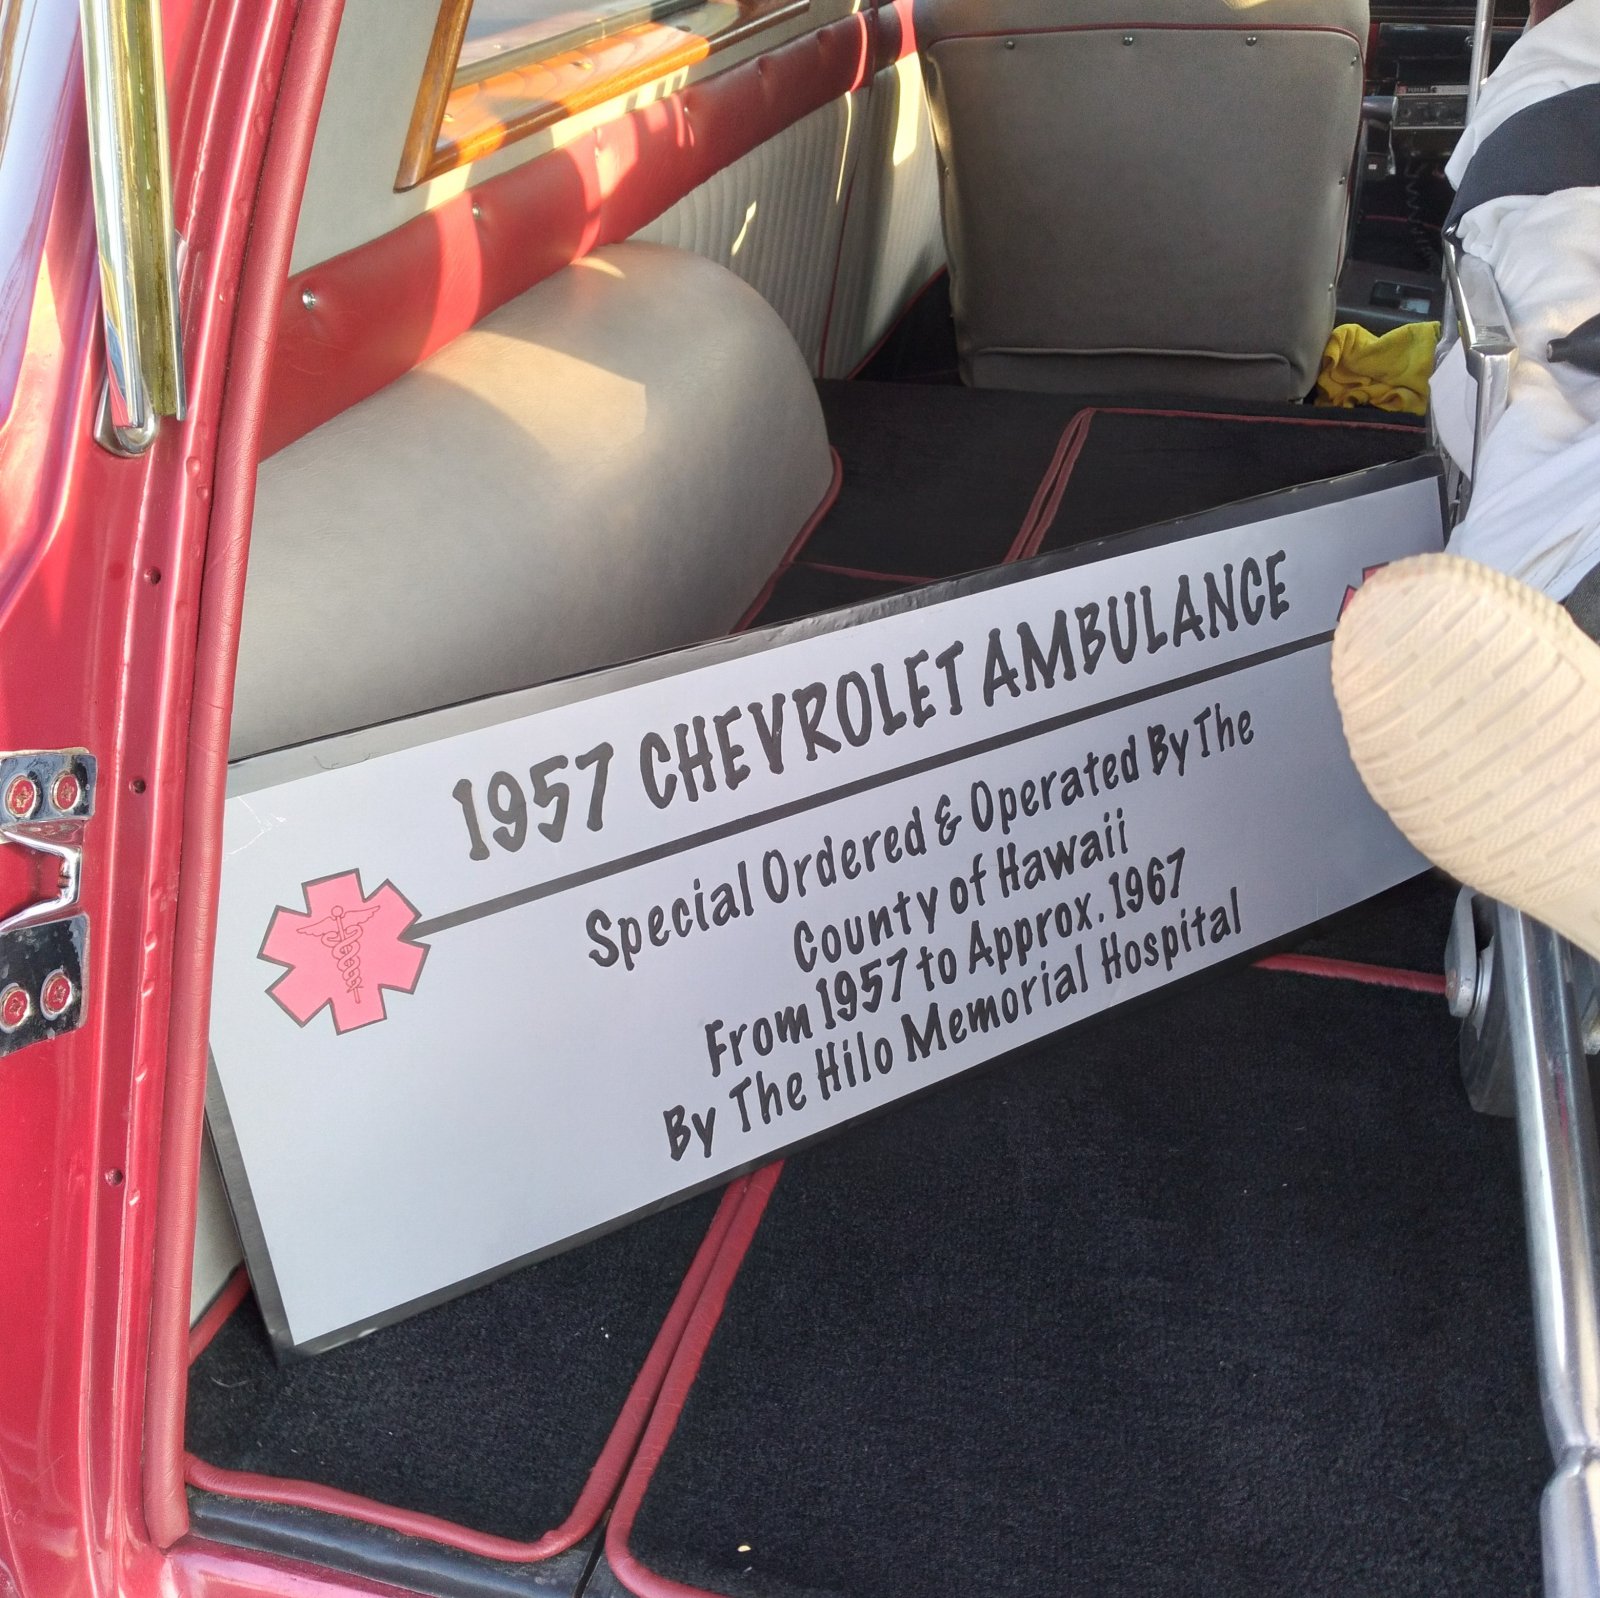 1957 CHEVROLET AMBULANCE
Special Ordered & Operated By The
County of Hawaii
From 1957 to Approx. 1967
By The Hilo Memorial Hospital